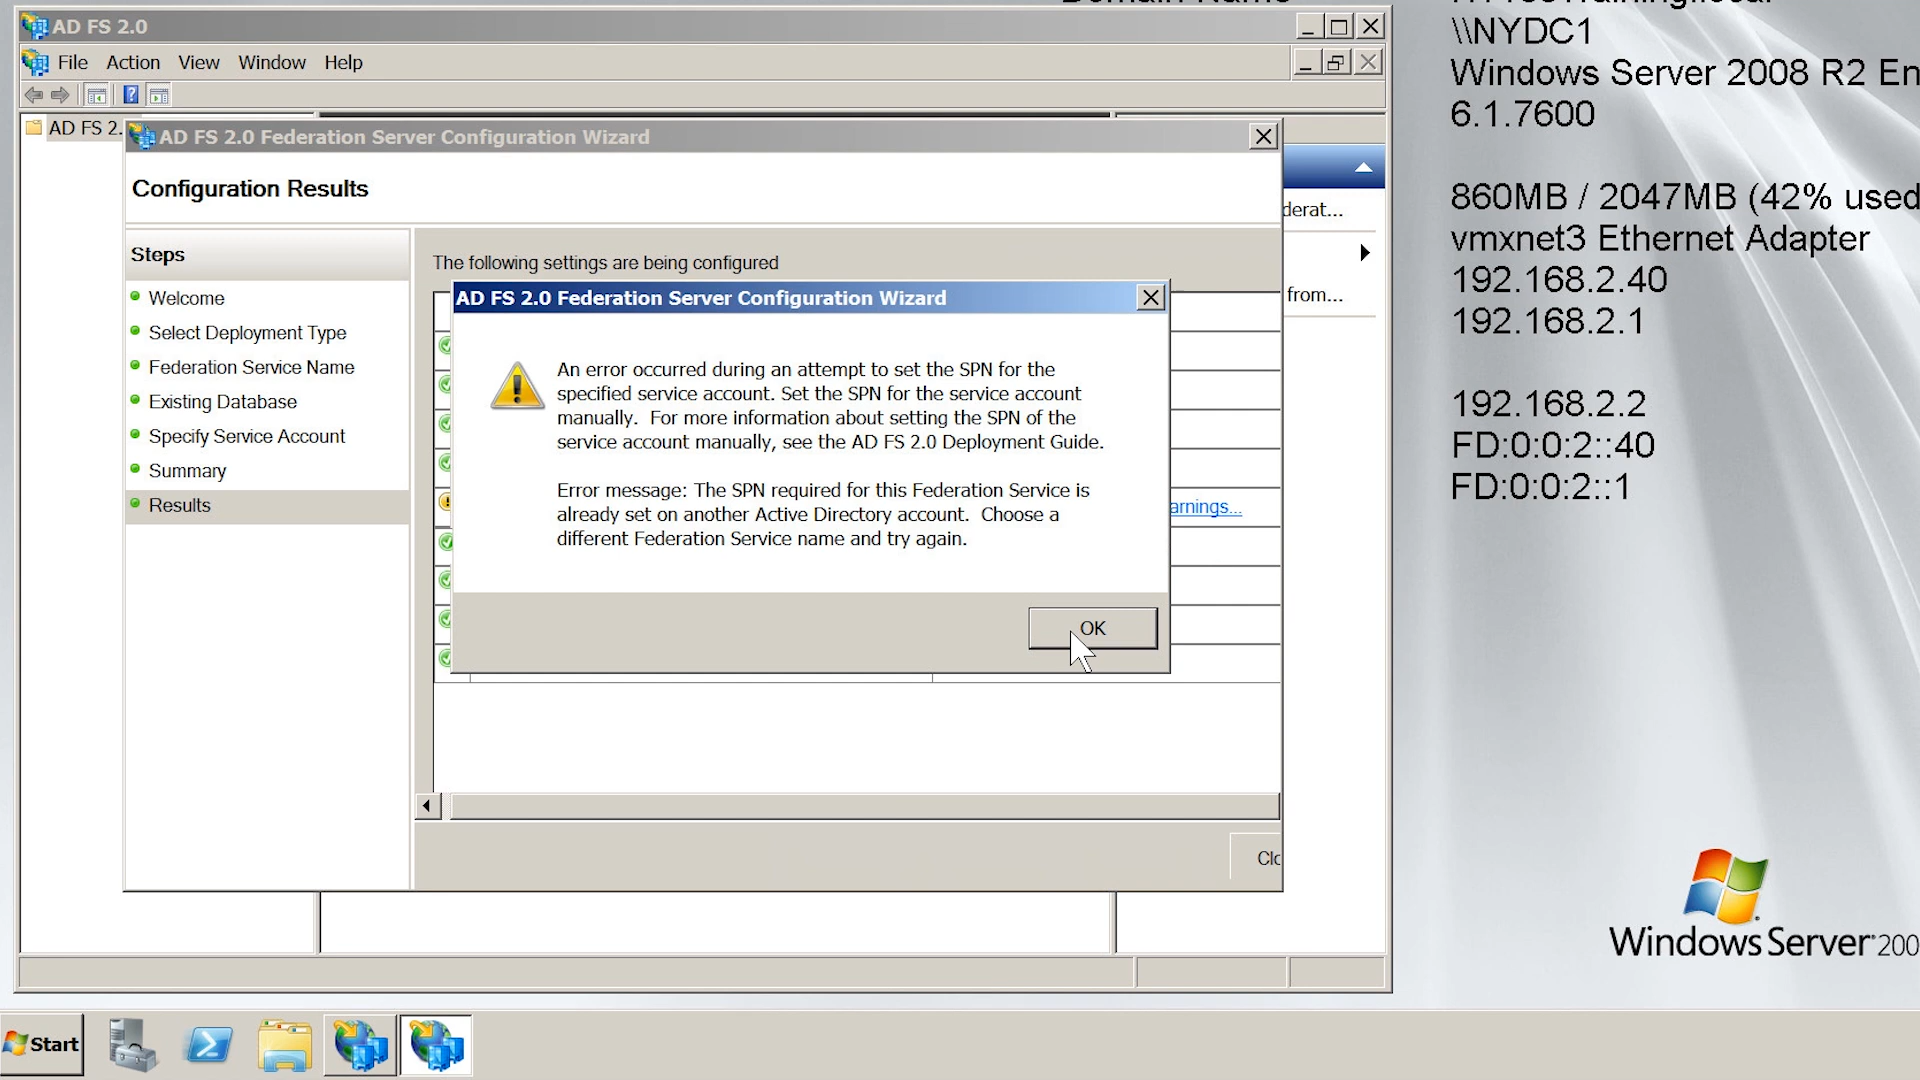 AD FS 2.0
File Action View Window Help
AD FS 2.
AD FS 2.0 Federation Server Configuration Wizard
Configuration Results
Steps
Welcome
Select Deployment Type
Federation Service Name
Existing Database
Specify Service Account
Summary
Results
The following settings are being configured
AD FS 2.0 Federation Server Configuration Wizard
An error occurred during an attempt to set the SPN for the
specified service account. Set the SPN for the service account
manually. For more information about setting the SPN of the
service account manually, see the AD FS 2.0 Deployment Guide.
Error message: The SPN required for this Federation Service is
already set on another Active Directory account. Choose a
different Federation Service name and try again.
OK
arnings...
Clo
derat...
from...
Domain Name
\\NYDC1
Windows Server 2008 R2 En
6.1.7600
860MB / 2047MB (42% used
vmxnet3 Ethernet Adapter
192.168.2.40
192.168.2.1
192.168.2.2
FD:0:0:2::40
FD:0:0:2::1
Windows Server 200
Start